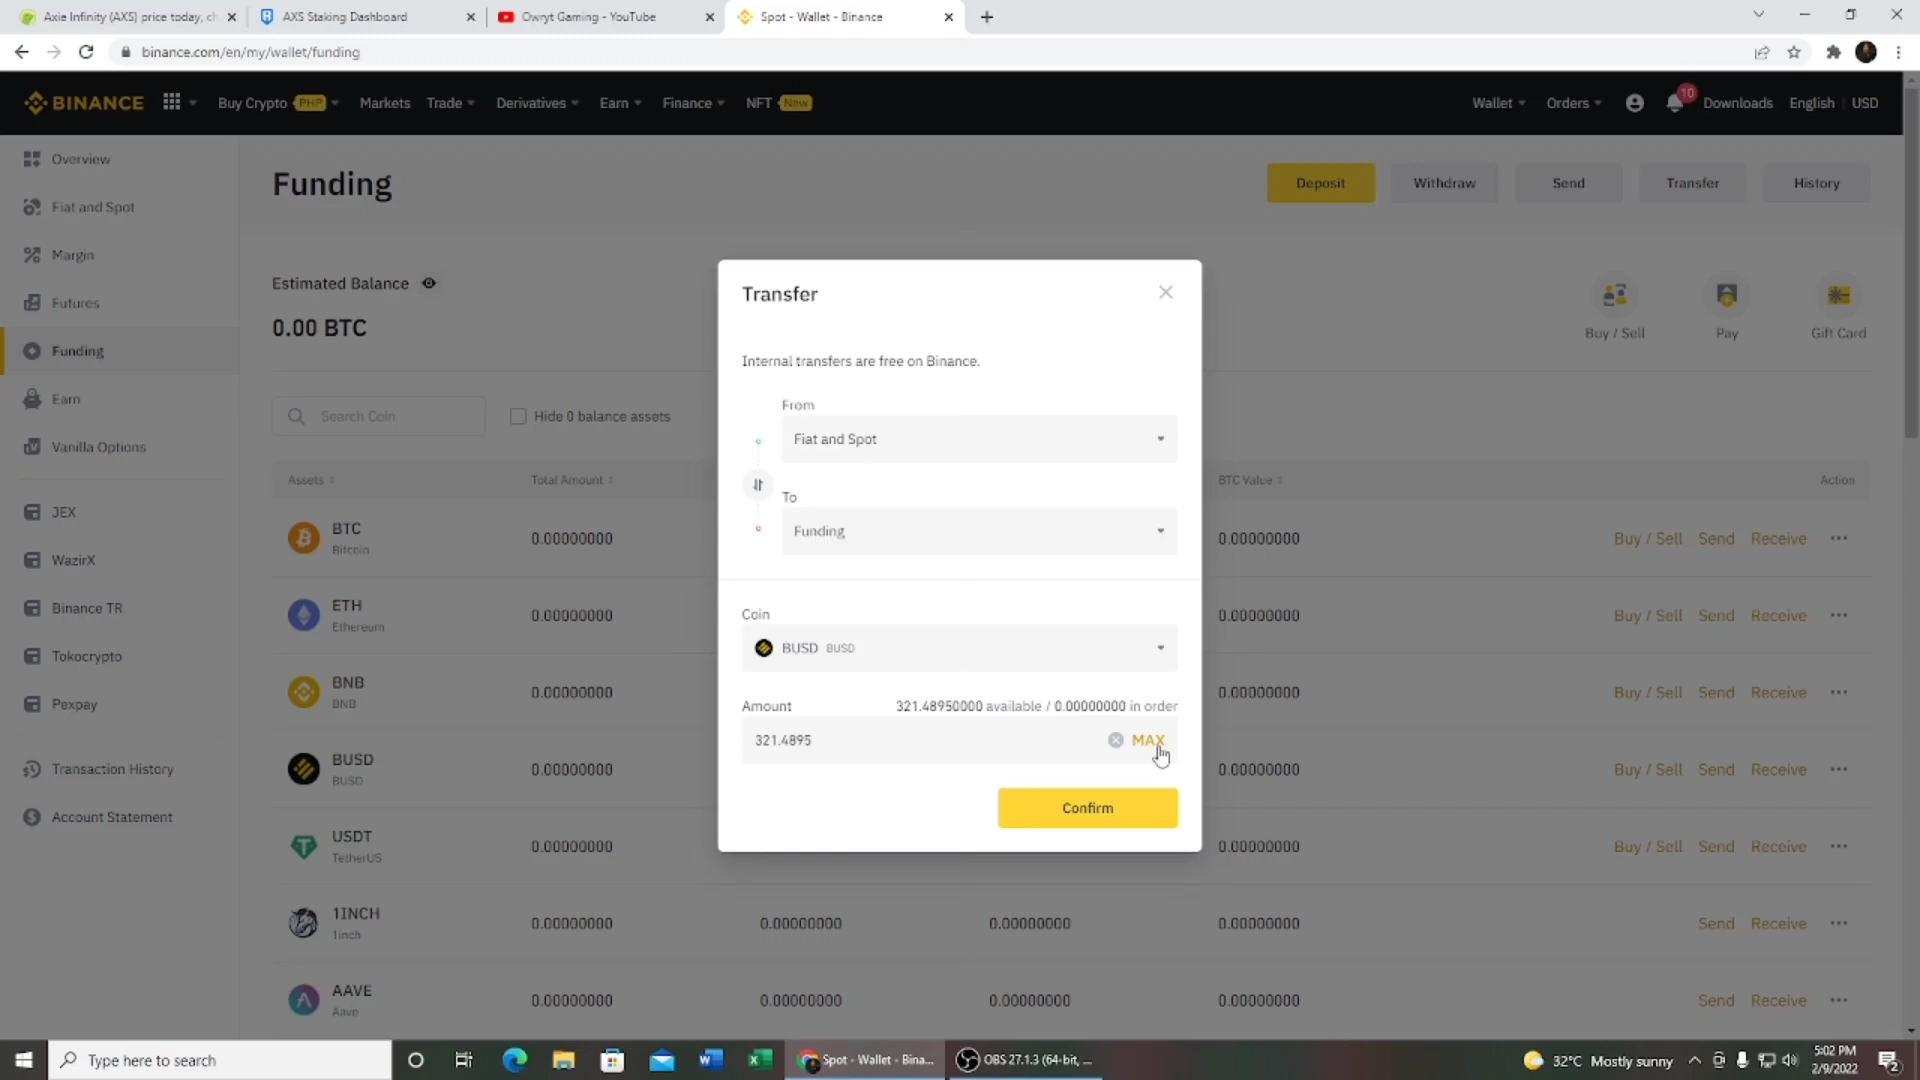 Axie Infinity (AXS) price today, ch
AXS Staking Dashboard
Owryt Gaming - YouTube
Spot - Wallet - Binance
binance.com/en/my/wallet/funding
BINANCE
Buy Crypto PHP
Markets
Trade
Derivatives
Earn
Finance
NFT New
Wallet
Orders
10
Downloads
English
USD
Overview
Fiat and Spot
Margin
Futures
Funding
Earn
Vanilla Options
JEX
WazirX
Binance TR
Tokocrypto
Pexpay
Transaction History
Account Statement
Funding
Deposit
Withdraw
Send
Transfer
History
Estimated Balance
0.00 BTC
Buy / Sell
Pay
Gift Card
Search Coin
Hide 0 balance assets
Assets
Total Amount
BTC Value
Action
BTC
Bitcoin
0.00000000
0.00000000
Buy / Sell Send Receive
ETH
Ethereum
0.00000000
0.00000000
Buy / Sell Send Receive
BNB
BNB
0.00000000
0.00000000
Buy / Sell Send Receive
BUSD
BUSD
0.00000000
0.00000000
Buy / Sell Send Receive
USDT
TetherUS
0.00000000
0.00000000
Buy / Sell Send Receive
1INCH
1inch
0.00000000
0.00000000
0.00000000
0.00000000
Send Receive
AAVE
Aave
0.00000000
0.00000000
0.00000000
0.00000000
Send Receive
Transfer
Internal transfers are free on Binance.
From
Fiat and Spot
To
Funding
Coin
BUSD BUSD
Amount
321.48950000 available / 0.00000000 in order
321.4895
MAX
Confirm
Type here to search
Spot - Wallet - Bina...
OBS 27.1.3 (64-bit, ...
32°C Mostly sunny
5:02 PM
2/9/2022
2